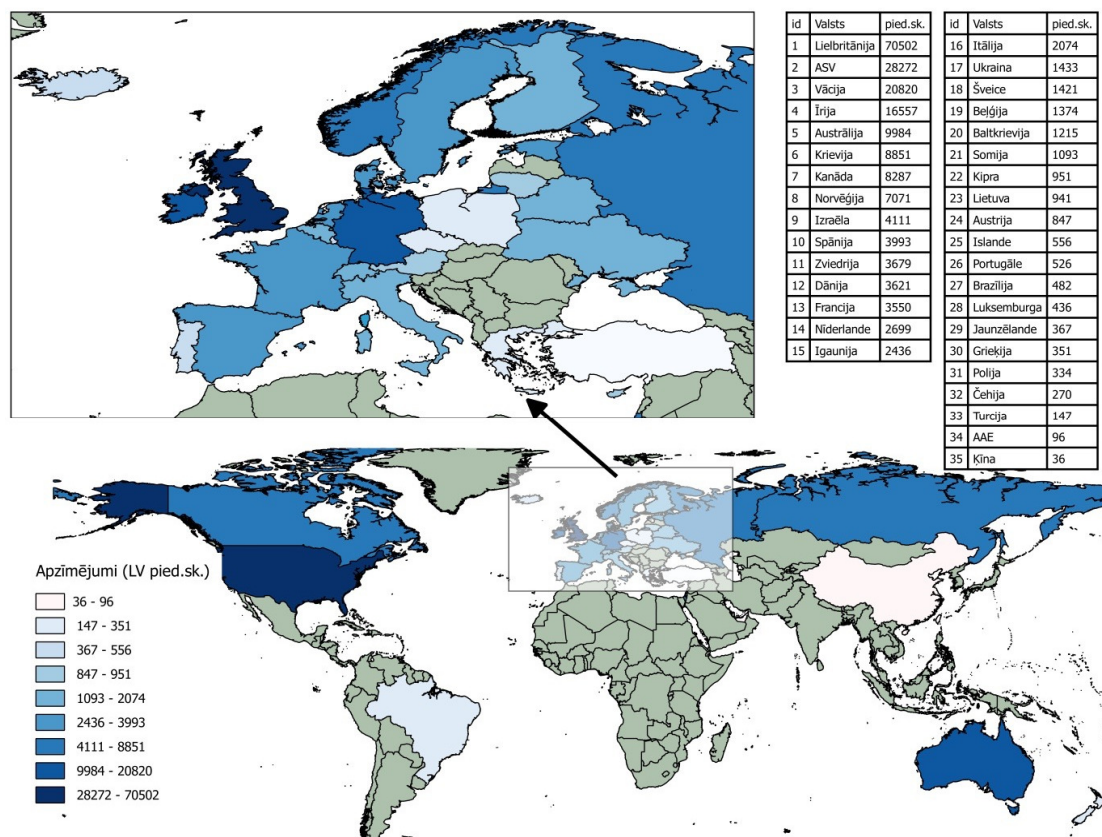 id Valsts pied.sk.
1 Lielbritānija 70502
2 ASV 28272
3 Vācija 20820
4 Īrija 16557
5 Austrālija 9984
6 Krievija 8851
7 Kanāda 8287
8 Norvēģija 7071
9 Izraēla 4111
10 Spānija 3993
11 Zviedrija 3679
12 Dānija 3621
13 Francija 3550
14 Nīderlande 2699
15 Igaunija 2436
id Valsts pied.sk.
16 Itālija 2074
17 Ukraina 1433
18 Šveice 1421
19 Beļģija 1374
20 Baltkrievija 1215
21 Somija 1093
22 Kipra 951
23 Lietuva 941
24 Austrija 847
25 Islande 556
26 Portugāle 526
27 Brazīlija 482
28 Luksemburga 436
29 Jaunzēlande 367
30 Grieķija 351
31 Polija 334
32 Čehija 270
33 Turcija 147
34 AAE 96
35 Ķīna 36
Apzīmējumi (LV pied.sk.)
36 - 96
147 - 351
367 - 556
847 - 951
1093 - 2074
2436 - 3993
4111 - 8851
9984 - 20820
28272 - 70502